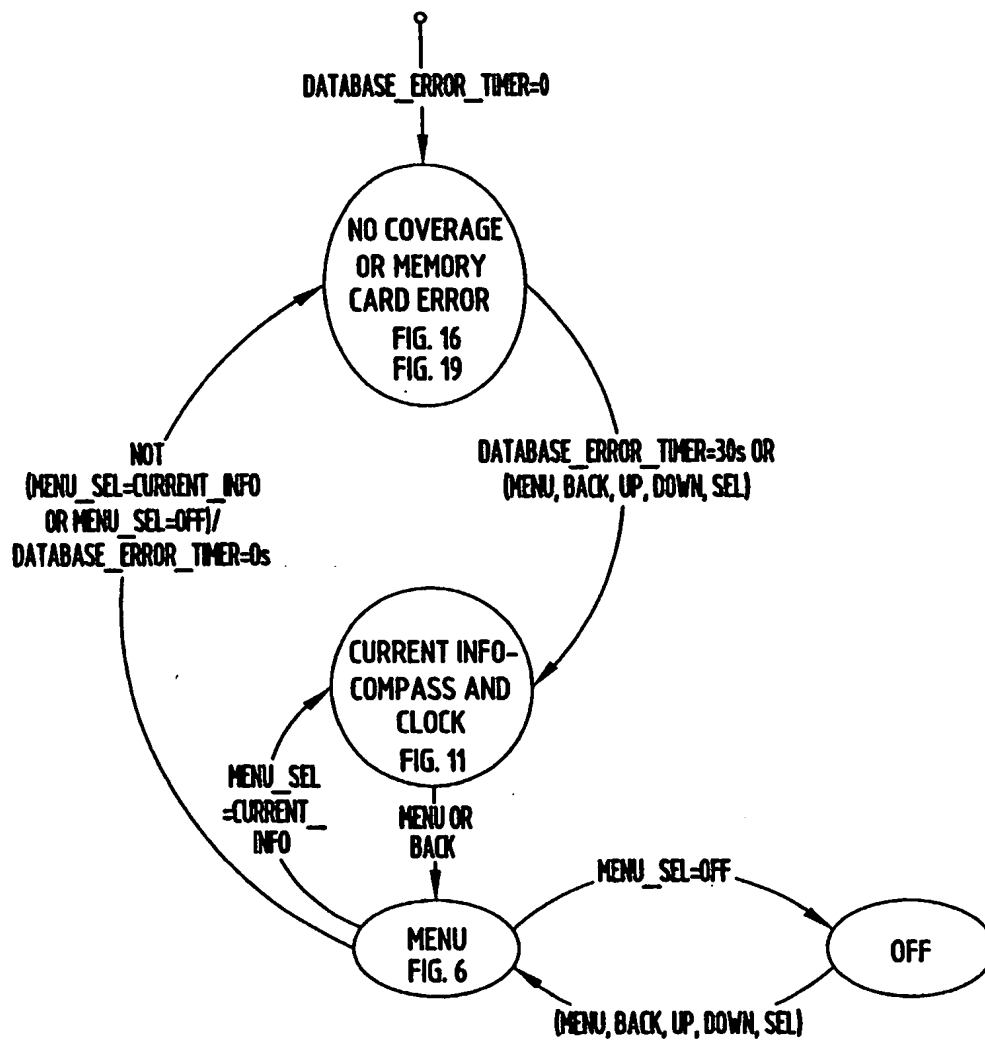 DATABASE_ERROR_TIMER=0
NO COVERAGE
OR MEMORY
CARD ERROR
FIG. 16
FIG. 19
NOT
(MENU_SEL=CURRENT_INFO
OR MENU_SEL=OFF)/
DATABASE_ERROR_TIMER=0s
DATABASE_ERROR_TIMER=30s OR
(MENU, BACK, UP, DOWN, SEL)
CURRENT INFO-
COMPASS AND
CLOCK
FIG. 11
MENU_SEL
=CURRENT_
INFO
MENU OR
BACK
MENU_SEL=OFF
MENU
FIG. 6
OFF
(MENU, BACK, UP, DOWN, SEL)